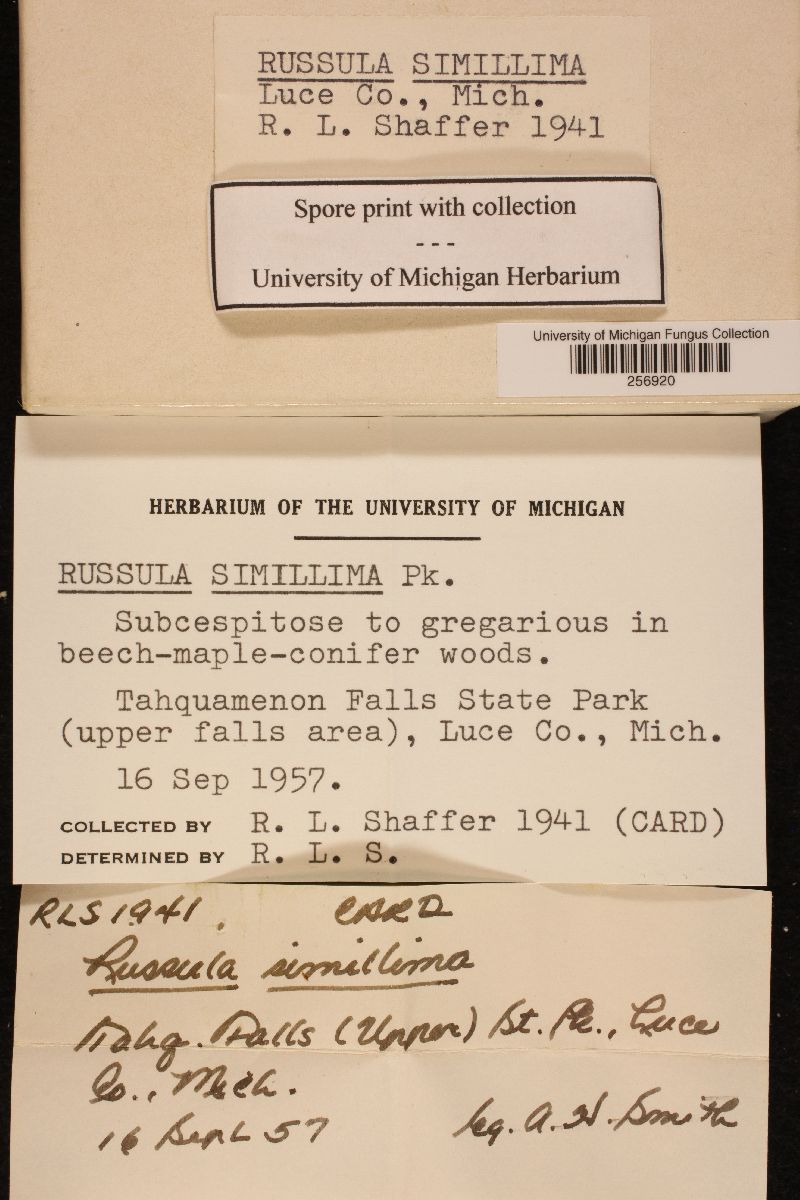 RUSSULA SIMILLIMA
Luce Co., Mich.
R. L. Shaffer 1941
Spore print with collection
---
University of Michigan Herbarium
University of Michigan Fungus Collection
256920
HERBARIUM OF THE UNIVERSITY OF MICHIGAN
RUSSULA SIMILLIMA Pk.
Subcespitose to gregarious in
beech-maple-conifer woods.
Tahquamenon Falls State Park
(upper falls area), Luce Co., Mich.
16 Sep 1957.
COLLECTED BY R. L. Shaffer 1941 (CARD)
DETERMINED BY R. L. S.
RLS 1941. CARD
Russula simillima
Tahq. Falls (Upper) St. Pk., Luce
Co., Mich.
16 Sept 57 leg. A. H. Smith